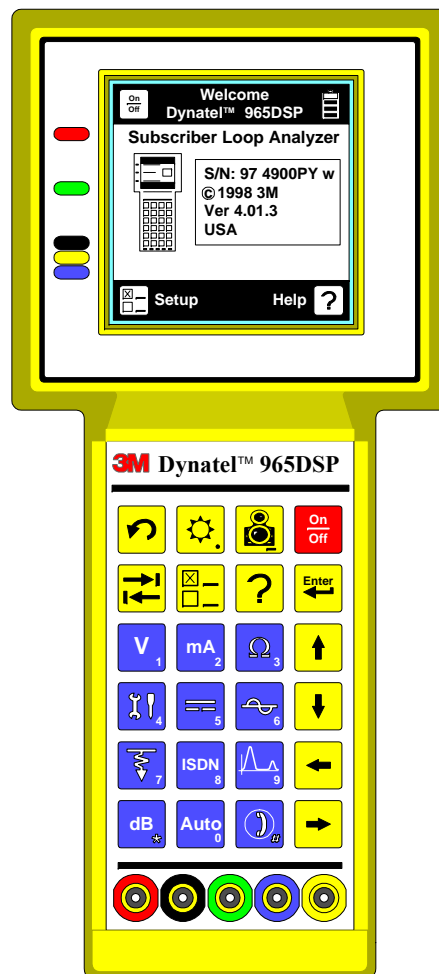 On
Off
Welcome
Dynatel™ 965DSP
Subscriber Loop Analyzer
S/N: 97 4900PY w
© 1998 3M
Ver 4.01.3
USA
Setup
Help ?
3M Dynatel™ 965DSP
.
On
Off
?
Enter
V 1
mA 2
Ω 3
4
5
6
7
ISDN 8
9
dB *
Auto 0
#